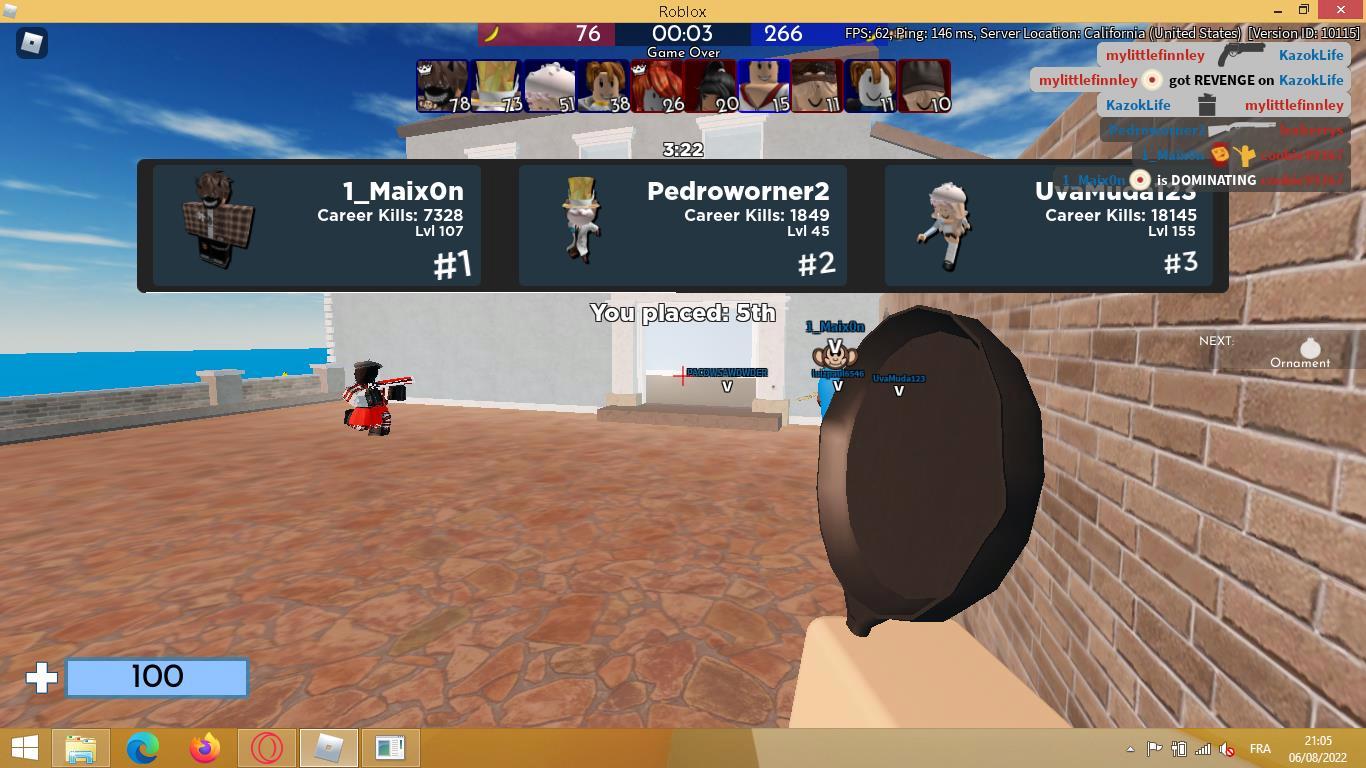 Roblox
76 00:03 266
Game Over
FPS: 62, Ping: 146 ms, Server Location: California (United States) [Version ID: 10115]
mylittlefinnley KazokLife
mylittlefinnley got REVENGE on KazokLife
KazokLife mylittlefinnley
Pedroworner2
1_Maix0n
1_Maix0n is DOMINATING
78 73 51 38 26 20 15 11 11 10
3:22
1_Maix0n
Career Kills: 7328
Lvl 107
#1
Pedroworner2
Career Kills: 1849
Lvl 45
#2
UvaMuda123
Career Kills: 18145
Lvl 155
#3
You placed: 5th
1_Maix0n
V
V
UvaMuda123
V
V
NEXT:
Ornament
100
FRA
21:05
06/08/2022